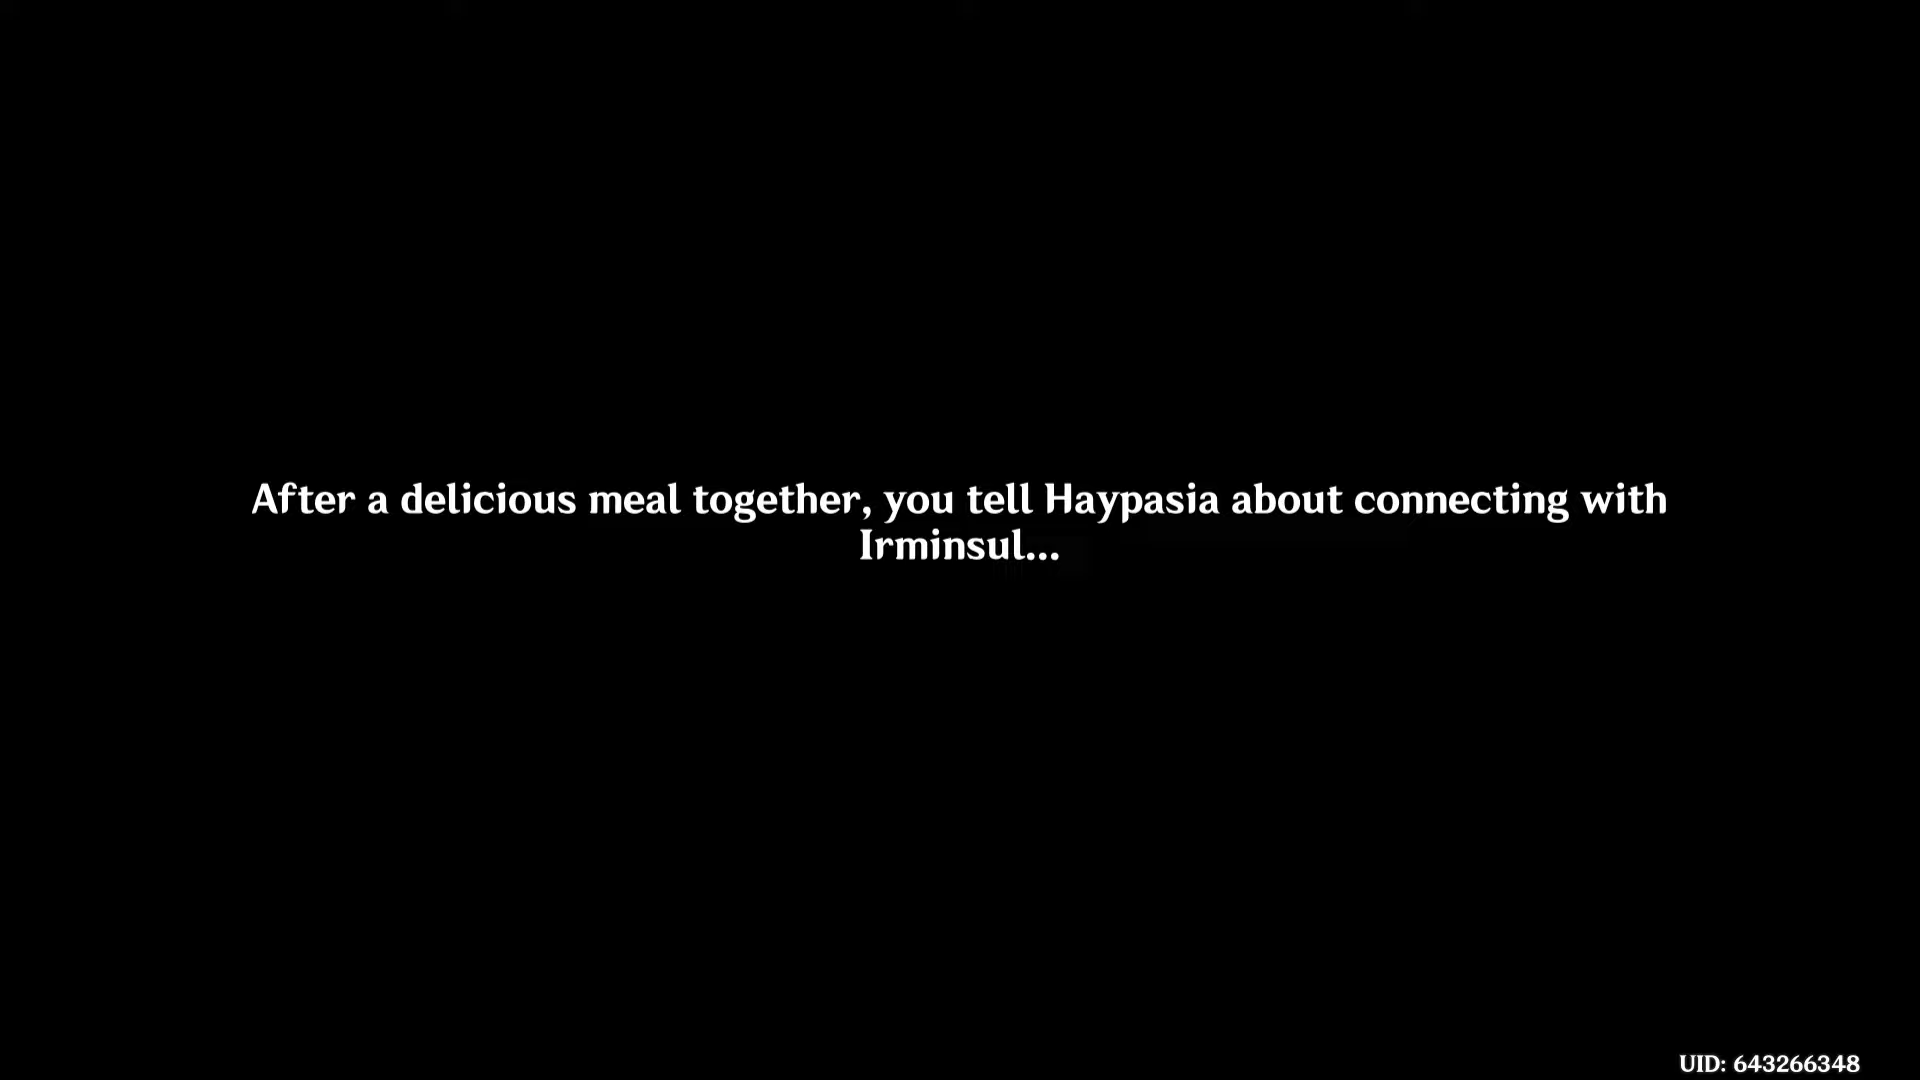 After a delicious meal together, you tell Haypasia about connecting with
Irminsul...
UID: 643266348